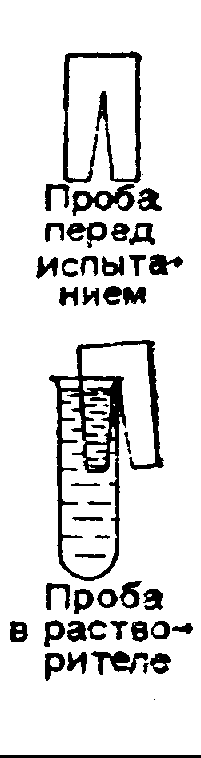 Проба
перед
испыта-
нием
Проба
в раство-
рителе